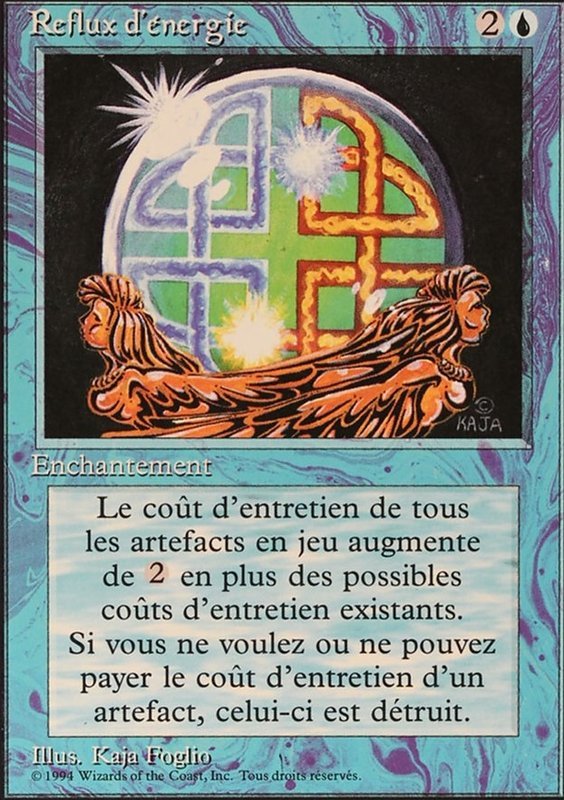 Reflux d'énergie 2
© KAJA
Enchantement
Le coût d'entretien de tous
les artefacts en jeu augmente
de 2 en plus des possibles
coûts d'entretien existants.
Si vous ne voulez ou ne pouvez
payer le coût d'entretien d'un
artefact, celui-ci est détruit.
Illus. Kaja Foglio
© 1994 Wizards of the Coast, Inc. Tous droits réservés.